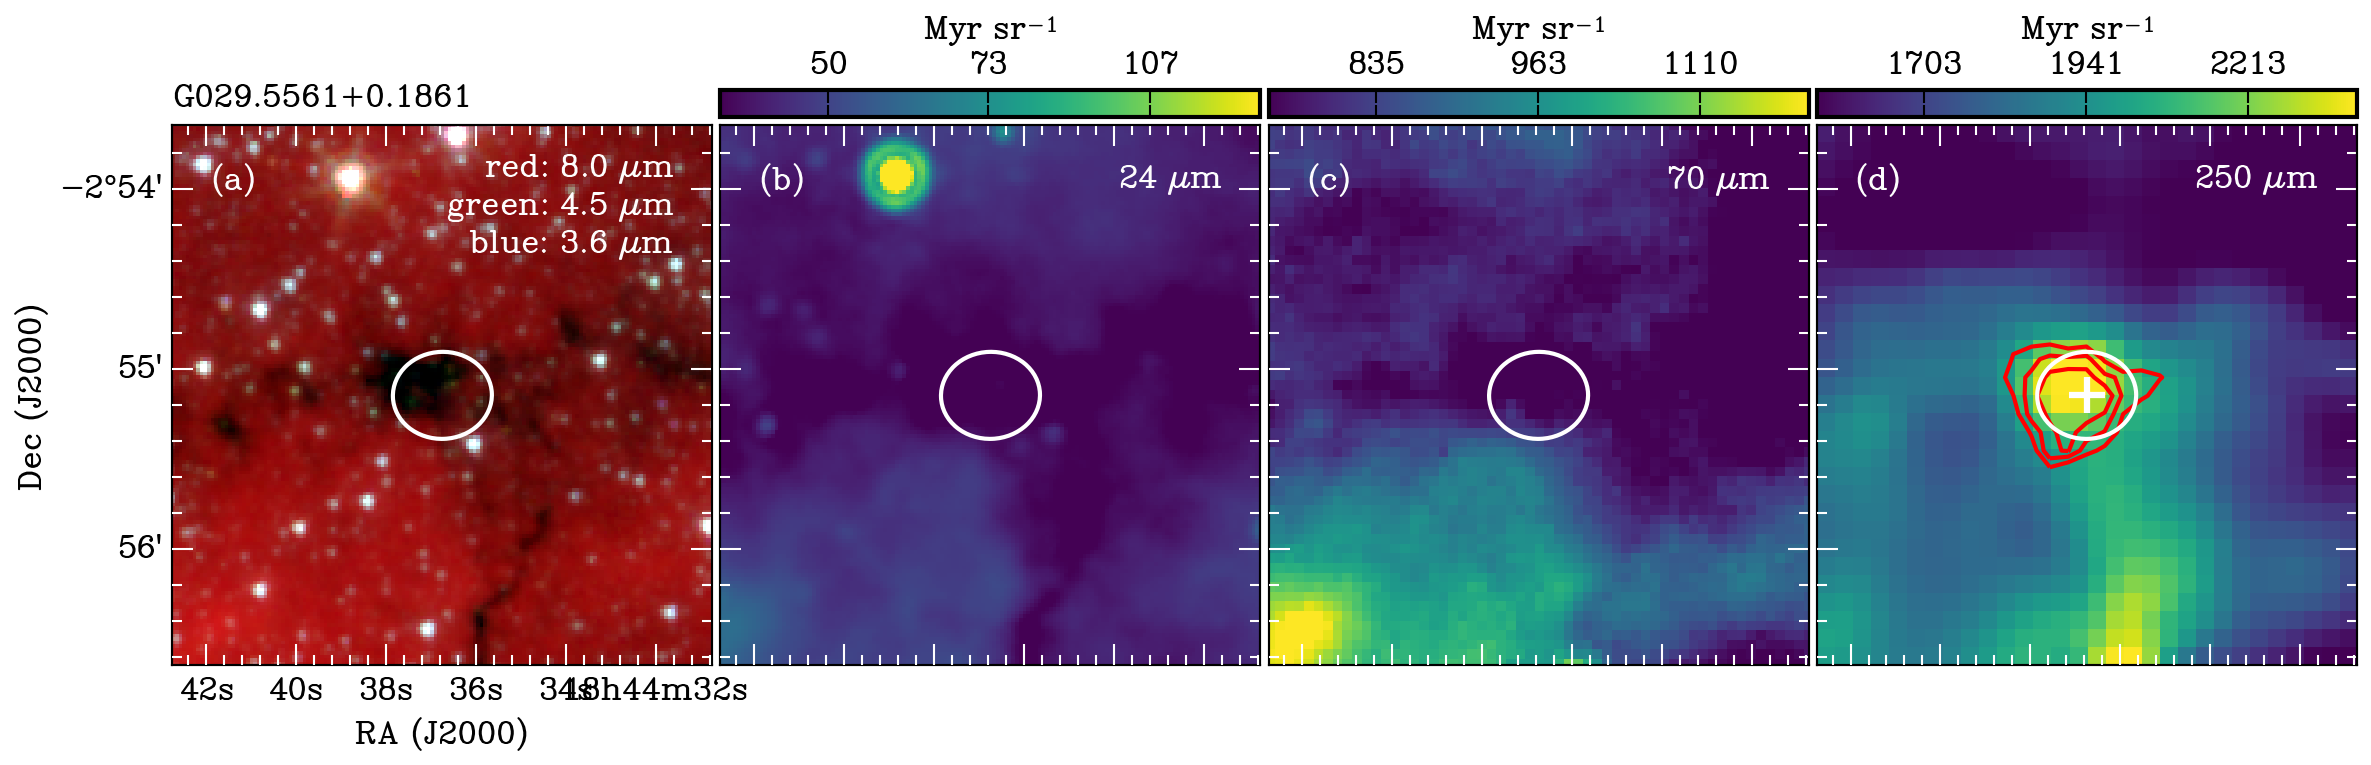 Myr sr⁻¹
50 73 107
Myr sr⁻¹
835 963 1110
Myr sr⁻¹
1703 1941 2213
G029.5561+0.1861
(a)
red: 8.0 μm
green: 4.5 μm
blue: 3.6 μm
(b)
24 μm
(c)
70 μm
(d)
250 μm
−2°54'
55'
56'
Dec (J2000)
42s 40s 38s 36s 34s 18h44m32s
RA (J2000)